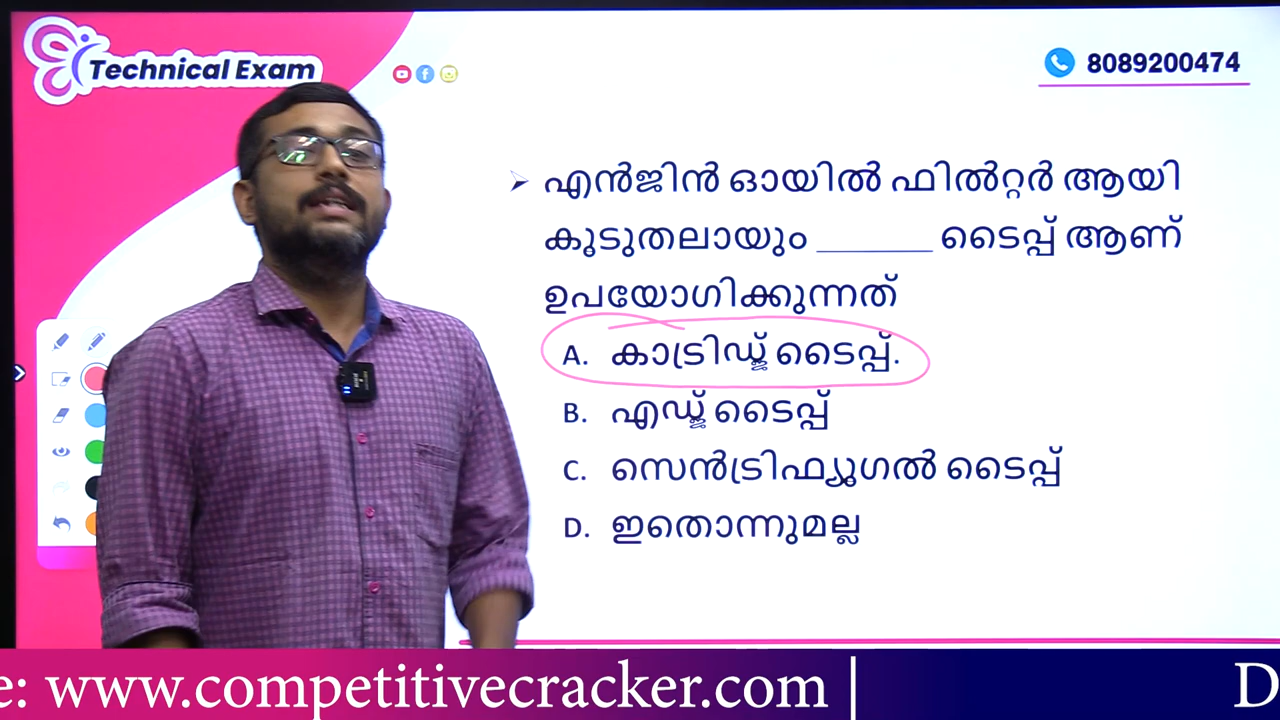 Technical Exam
8089200474
➢ എൻജിൻ ഓയിൽ ഫിൽറ്റർ ആയി
കൂടുതലായും ________ ടൈപ്പ് ആണ്
ഉപയോഗിക്കുന്നത്
A. കാട്രിഡ്ജ് ടൈപ്പ്.
B. എഡ്ജ് ടൈപ്പ്
C. സെൻട്രിഫ്യൂഗൽ ടൈപ്പ്
D. ഇതൊന്നുമല്ല
e: www.competitivecracker.com | D